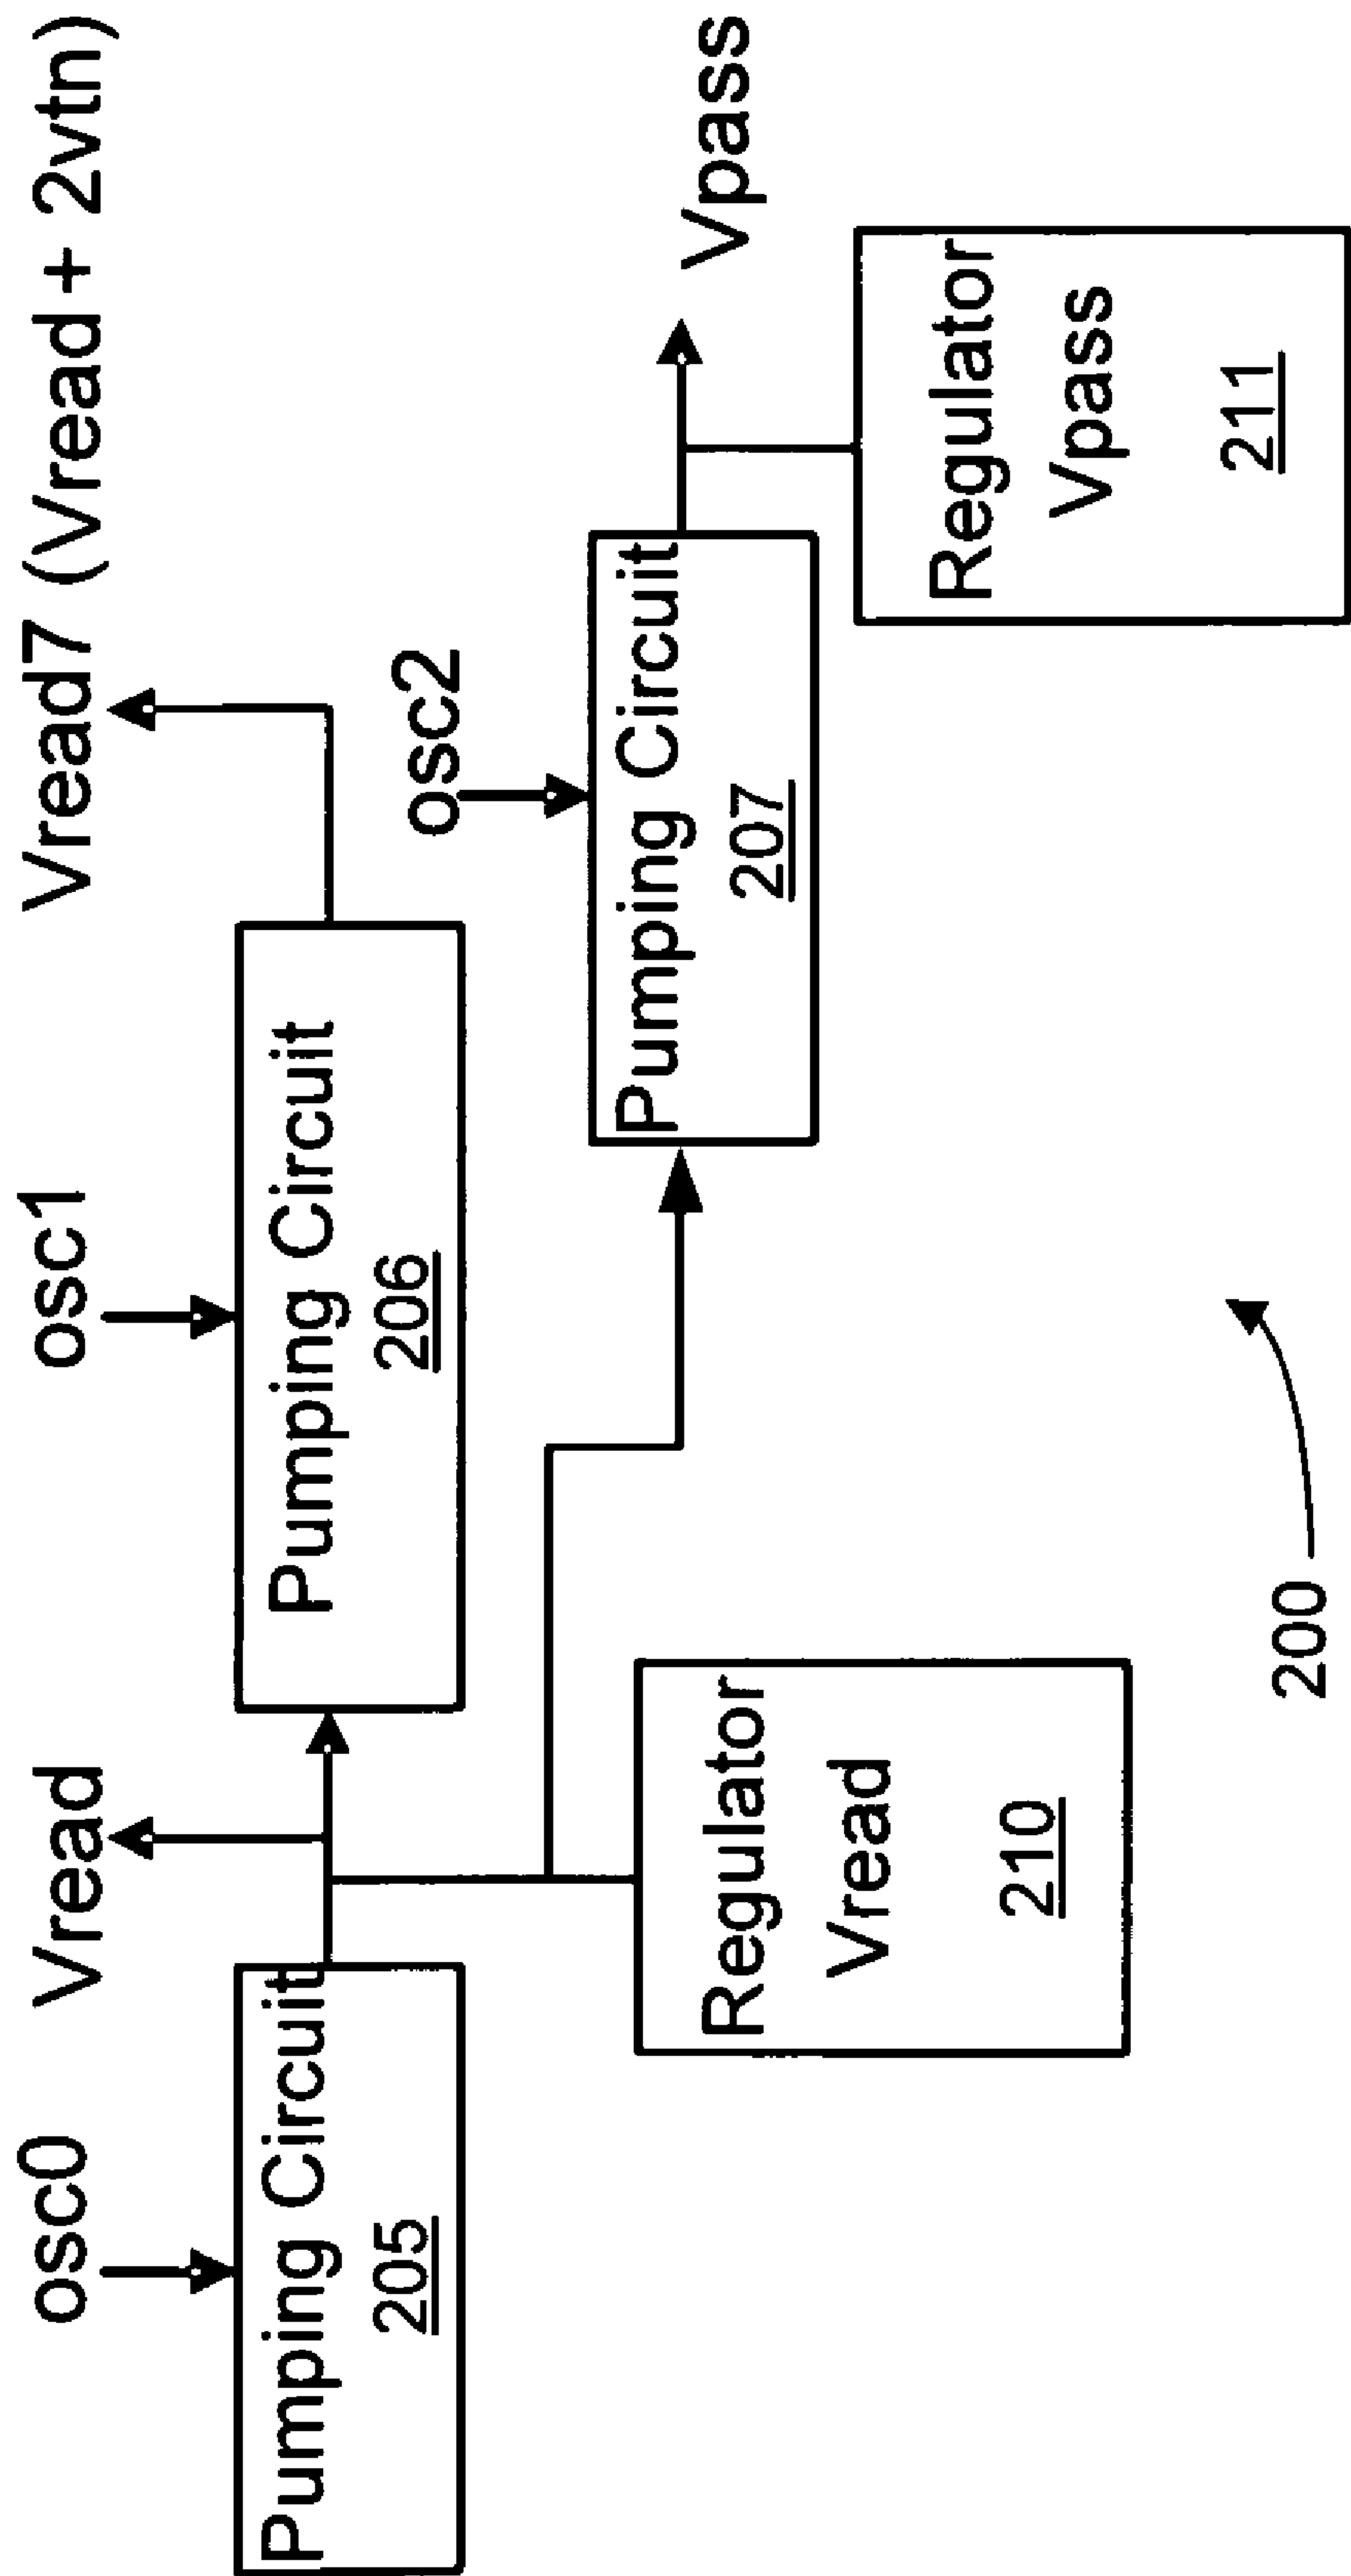 osc0
Vread
osc1
Vread7 (Vread + 2vtn)
Pumping Circuit
205
Pumping Circuit
206
osc2
Pumping Circuit
207
Vpass
Regulator
Vread
210
Regulator
Vpass
211
200